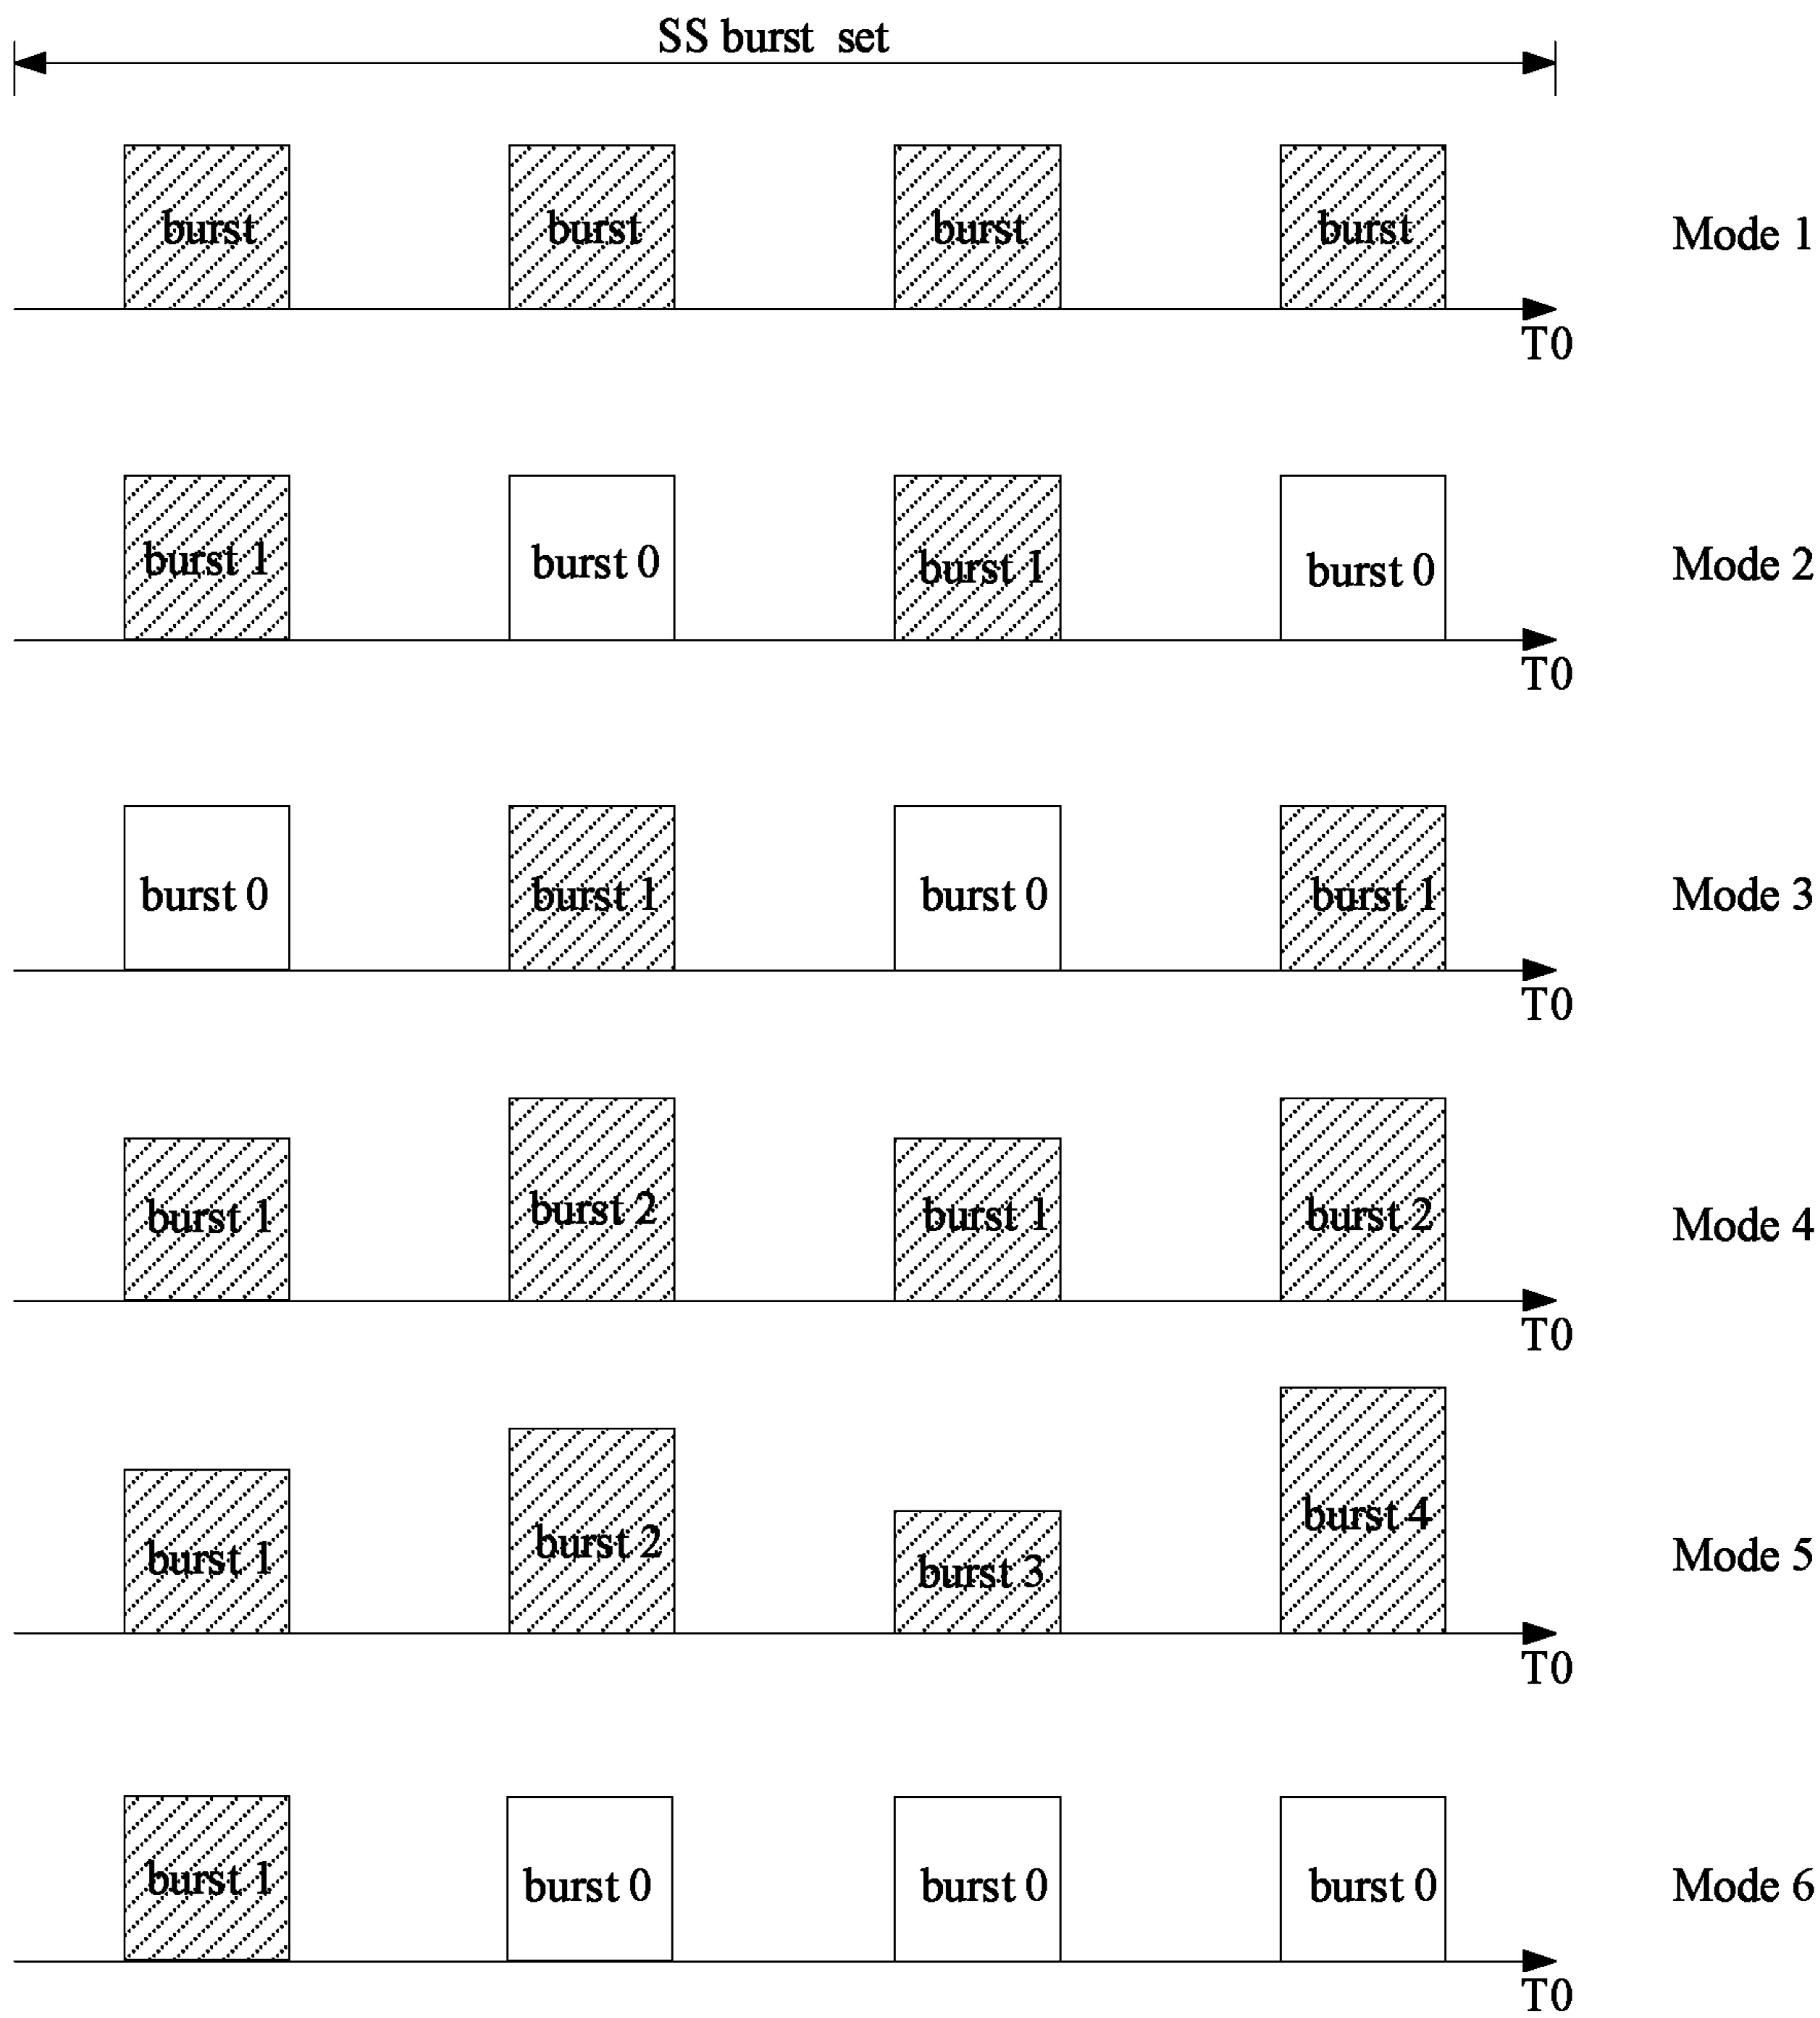 SS burst set
burst burst burst burst Mode 1
T0
burst 1 burst 0 burst 1 burst 0 Mode 2
T0
burst 0 burst 1 burst 0 burst 1 Mode 3
T0
burst 1 burst 2 burst 1 burst 2 Mode 4
T0
burst 1 burst 2 burst 3 burst 4 Mode 5
T0
burst 1 burst 0 burst 0 burst 0 Mode 6
T0